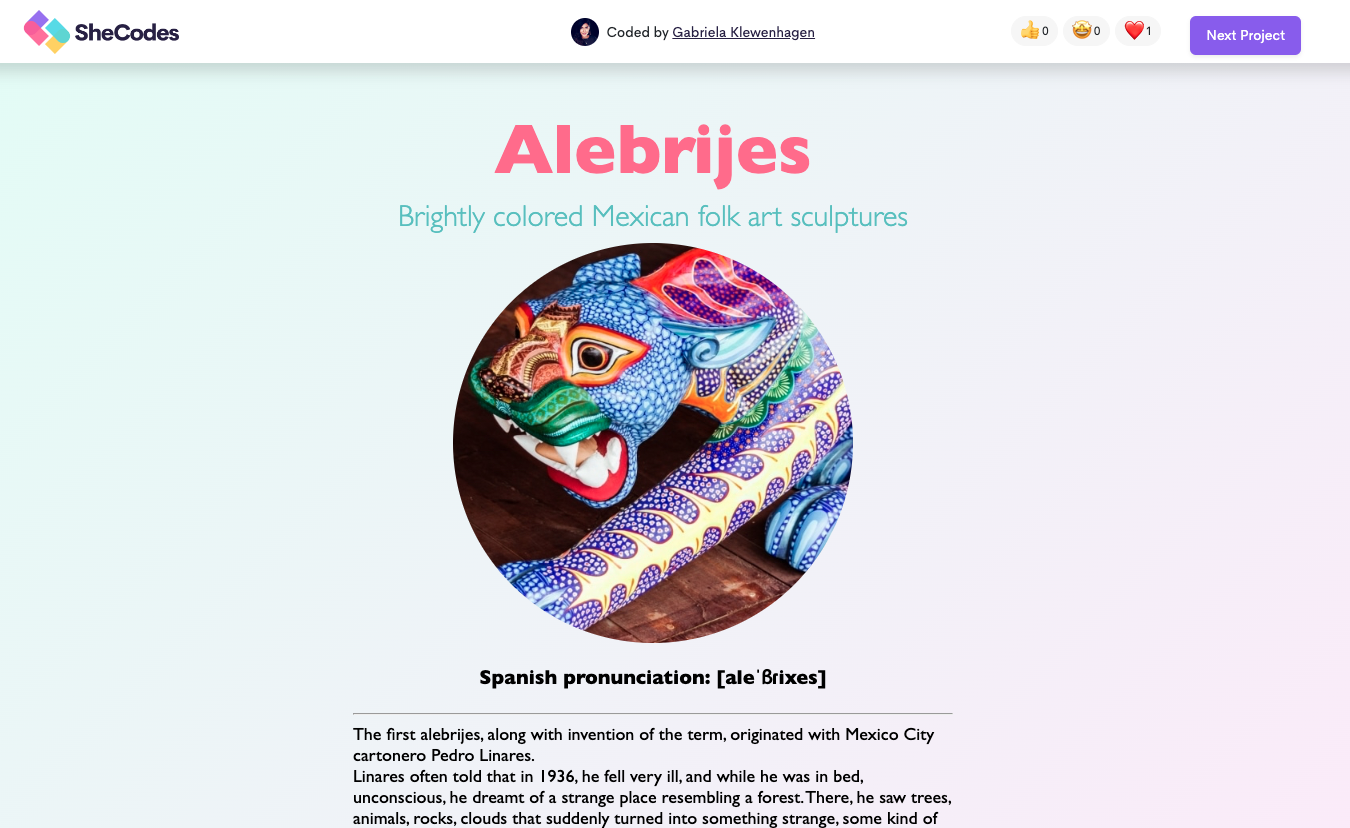 SheCodes
Coded by Gabriela Klewenhagen
👍0 🤩0 ❤️1
Next Project
Alebrijes
Brightly colored Mexican folk art sculptures
Spanish pronunciation: [aleˈβɾixes]
The first alebrijes, along with invention of the term, originated with Mexico City
cartonero Pedro Linares.
Linares often told that in 1936, he fell very ill, and while he was in bed,
unconscious, he dreamt of a strange place resembling a forest. There, he saw trees,
animals, rocks, clouds that suddenly turned into something strange, some kind of